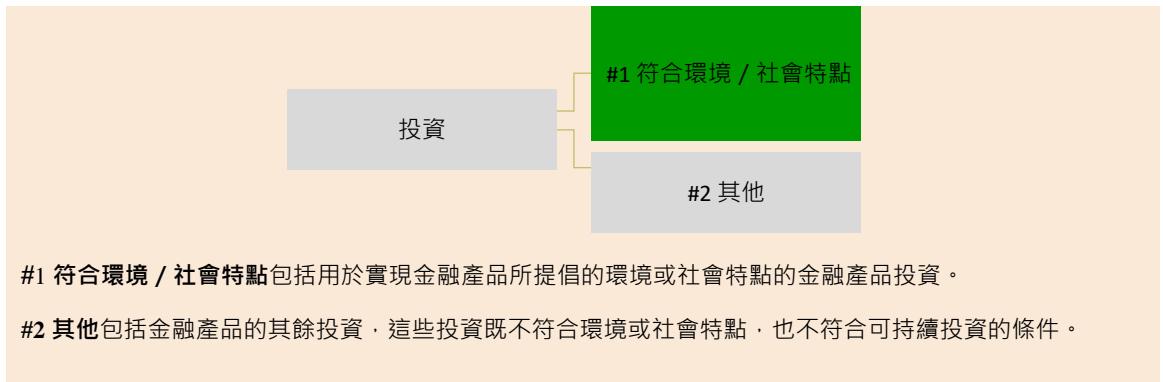 #1 符合環境 / 社會特點
投資
#2 其他
#1 符合環境 / 社會特點包括用於實現金融產品所提倡的環境或社會特點的金融產品投資。
#2 其他包括金融產品的其餘投資，這些投資既不符合環境或社會特點，也不符合可持續投資的條件。